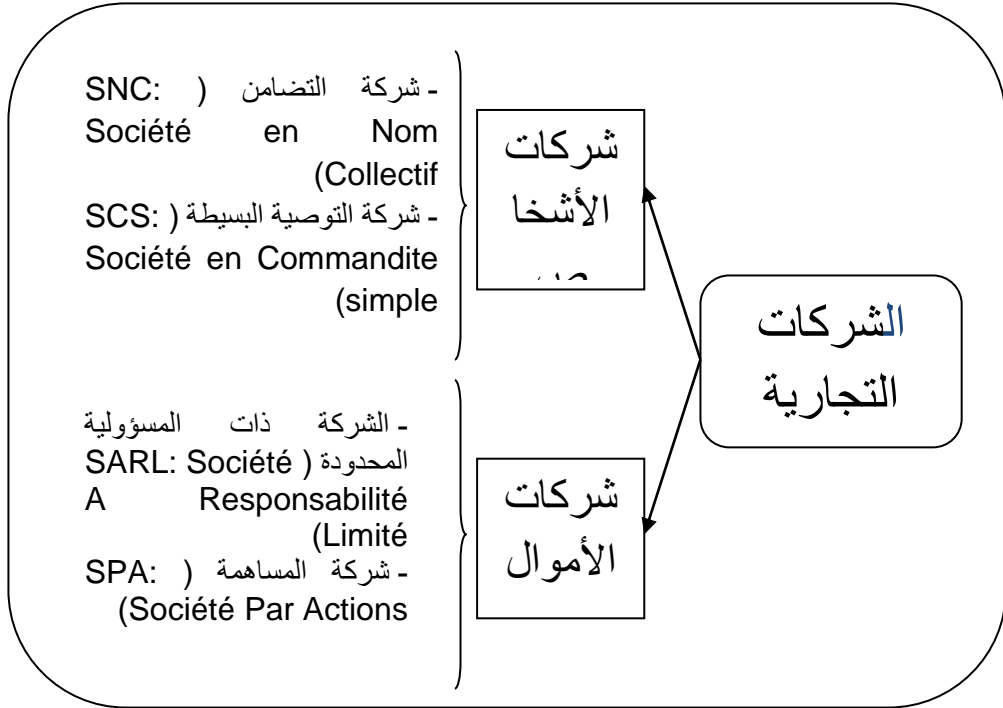 الشركات
التجارية
شركات
الأشخا
ص
- شركة التضامن ( SNC:
Société en Nom
(Collectif
- شركة التوصية البسيطة ( SCS:
Société en Commandite
(simple
شركات
الأموال
- الشركة ذات المسؤولية
المحدودة ( SARL: Société
A Responsabilité
(Limité
- شركة المساهمة ( SPA:
(Société Par Actions